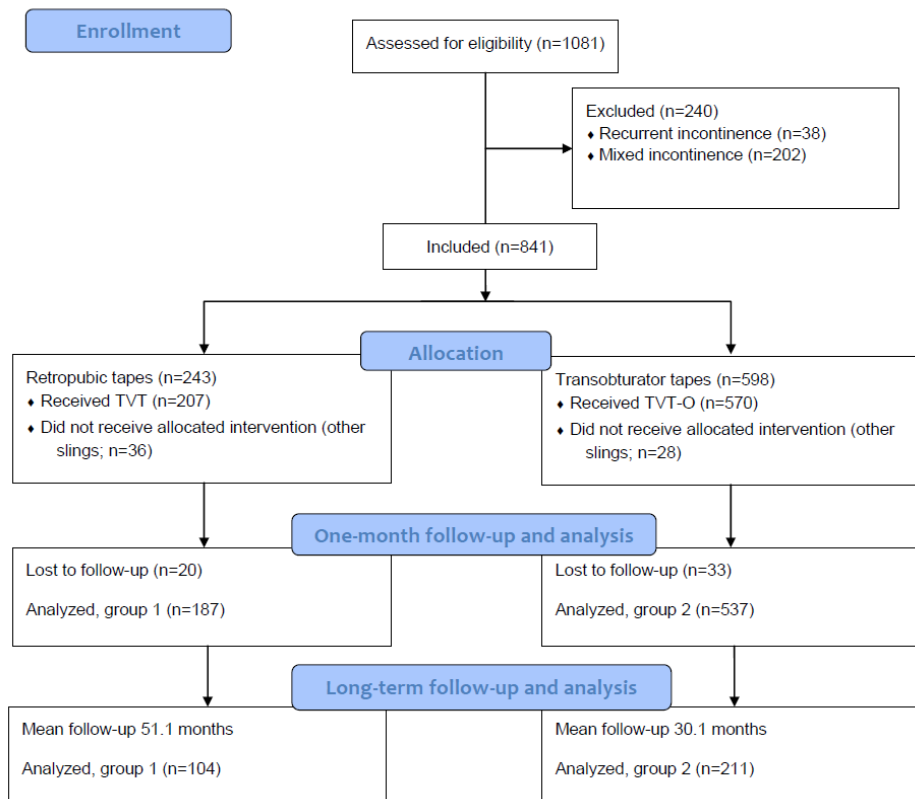 Enrollment
Assessed for eligibility (n=1081)
Excluded (n=240)
♦ Recurrent incontinence (n=38)
♦ Mixed incontinence (n=202)
Included (n=841)
Allocation
Retropubic tapes (n=243)
♦ Received TVT (n=207)
♦ Did not receive allocated intervention (other
slings; n=36)
Transobturator tapes (n=598)
♦ Received TVT-O (n=570)
♦ Did not receive allocated intervention (other
slings; n=28)
One-month follow-up and analysis
Lost to follow-up (n=20)
Analyzed, group 1 (n=187)
Lost to follow-up (n=33)
Analyzed, group 2 (n=537)
Long-term follow-up and analysis
Mean follow-up 51.1 months
Analyzed, group 1 (n=104)
Mean follow-up 30.1 months
Analyzed, group 2 (n=211)